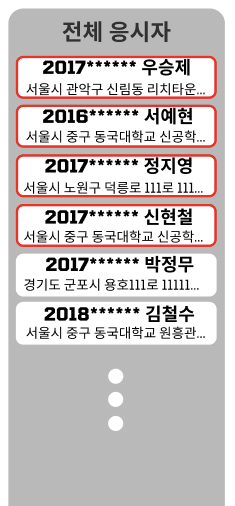 전체 응시자
2017****** 우승제
서울시 관악구 신림동 리치타운...
2016****** 서예현
서울시 중구 동국대학교 신공학...
2017****** 정지영
서울시 노원구 덕릉로 111로 111...
2017****** 신현철
서울시 중구 동국대학교 신공학...
2017****** 박정무
경기도 군포시 용호111로 11111...
2018****** 김철수
서울시 중구 동국대학교 원흥관...